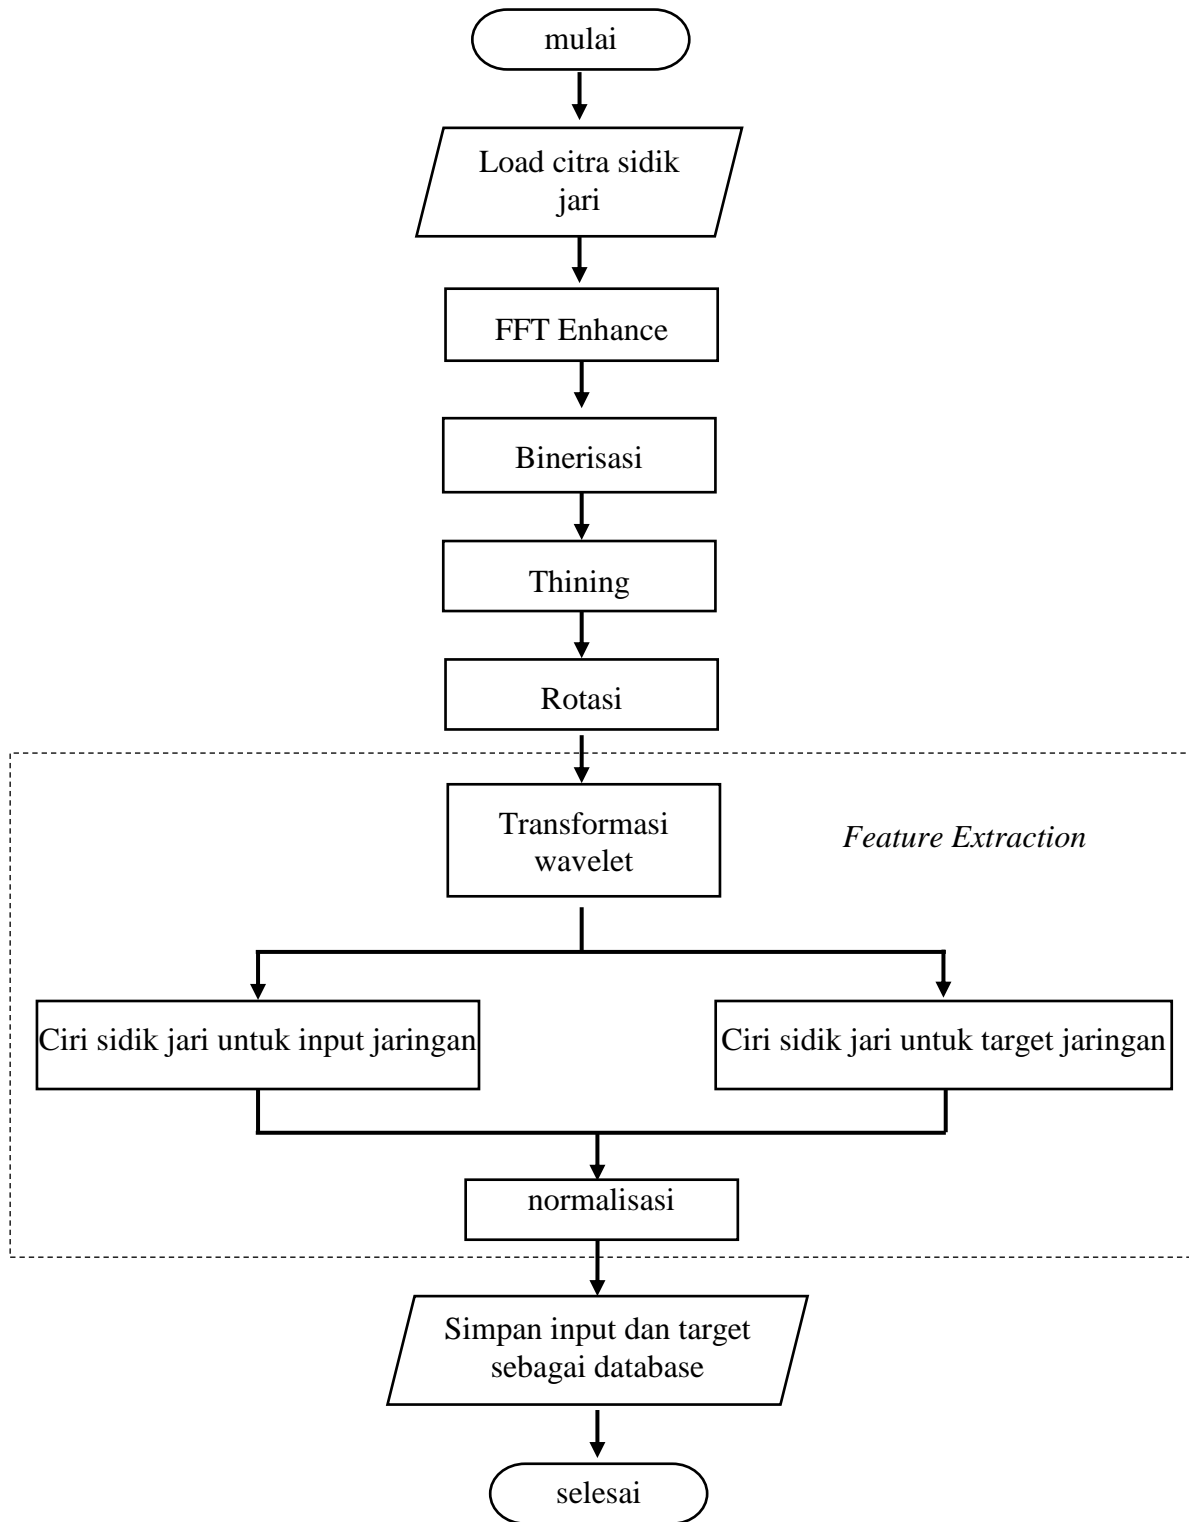 mulai
Load citra sidik
jari
FFT Enhance
Binerisasi
Thining
Rotasi
Transformasi
wavelet
Feature Extraction
Ciri sidik jari untuk input jaringan
Ciri sidik jari untuk target jaringan
normalisasi
Simpan input dan target
sebagai database
selesai